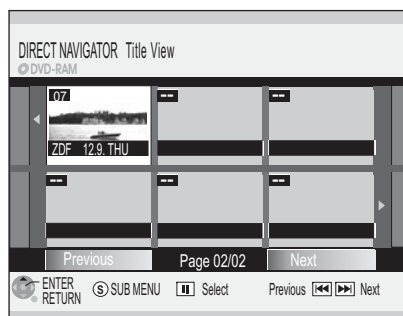 DIRECT NAVIGATOR Title View
DVD-RAM
07 -- --
ZDF 12.9. THU
-- -- --
Previous Page 02/02 Next
ENTER
RETURN
S SUB MENU Select Previous Next